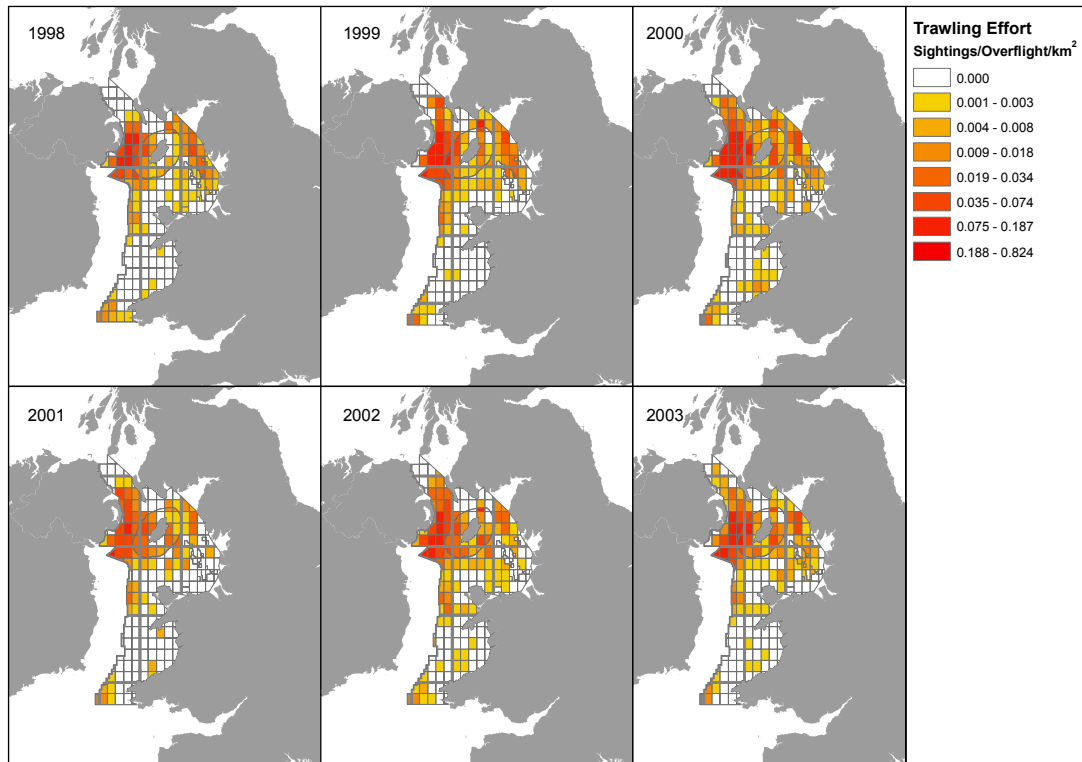 1998
1999
2000
Trawling Effort
Sightings/Overflight/km²
0.000
0.001 - 0.003
0.004 - 0.008
0.009 - 0.018
0.019 - 0.034
0.035 - 0.074
0.075 - 0.187
0.188 - 0.824
2001
2002
2003